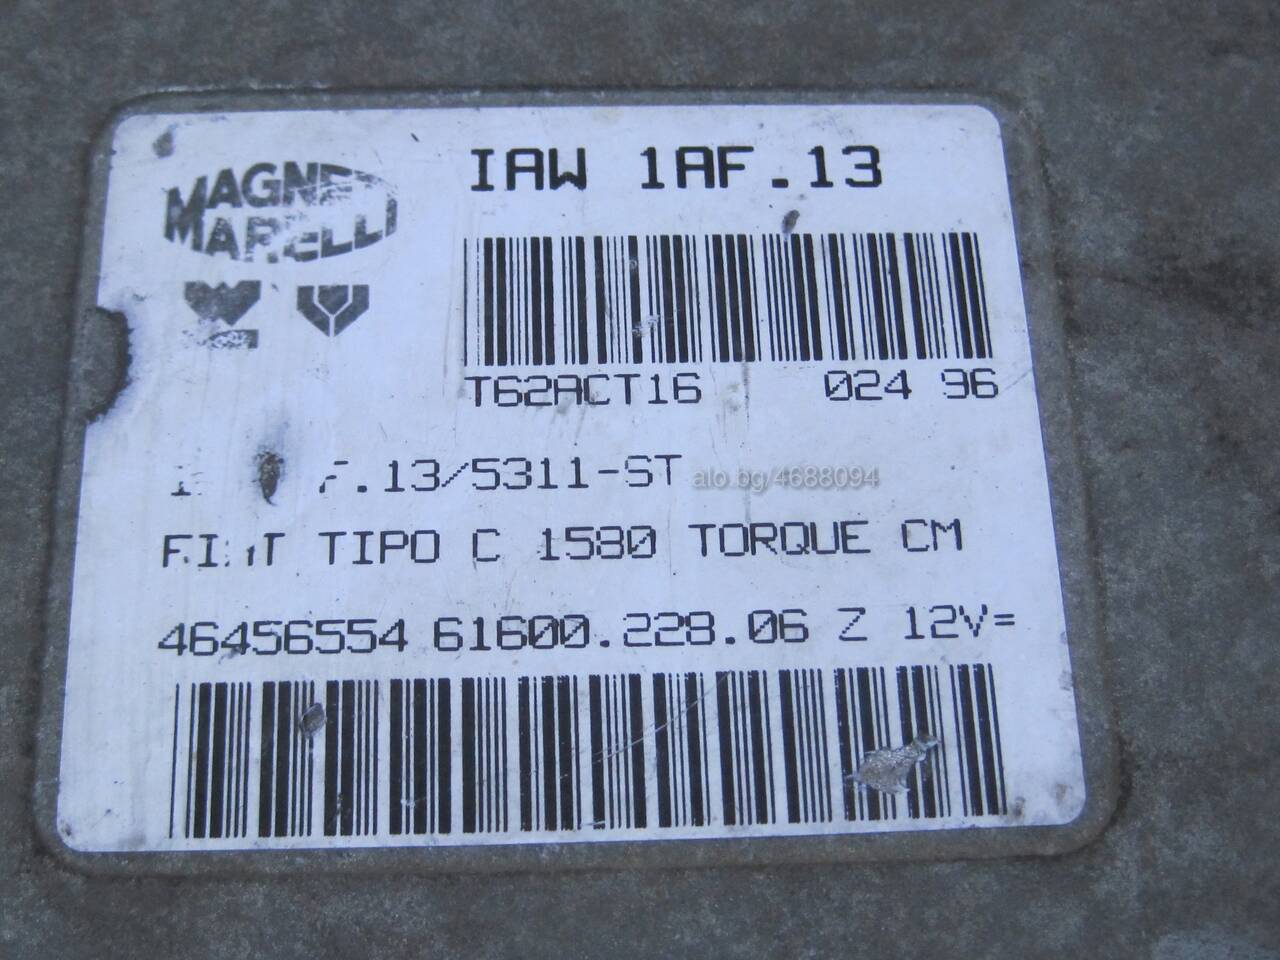 MAGNETI
MARELLI
IAW 1AF.13
T62ACT16 024 96
F.13/5311-ST
alo.bg/4688094
FIAT TIPO C 1580 TORQUE CM
46456554 61600.228.06 Z 12V=